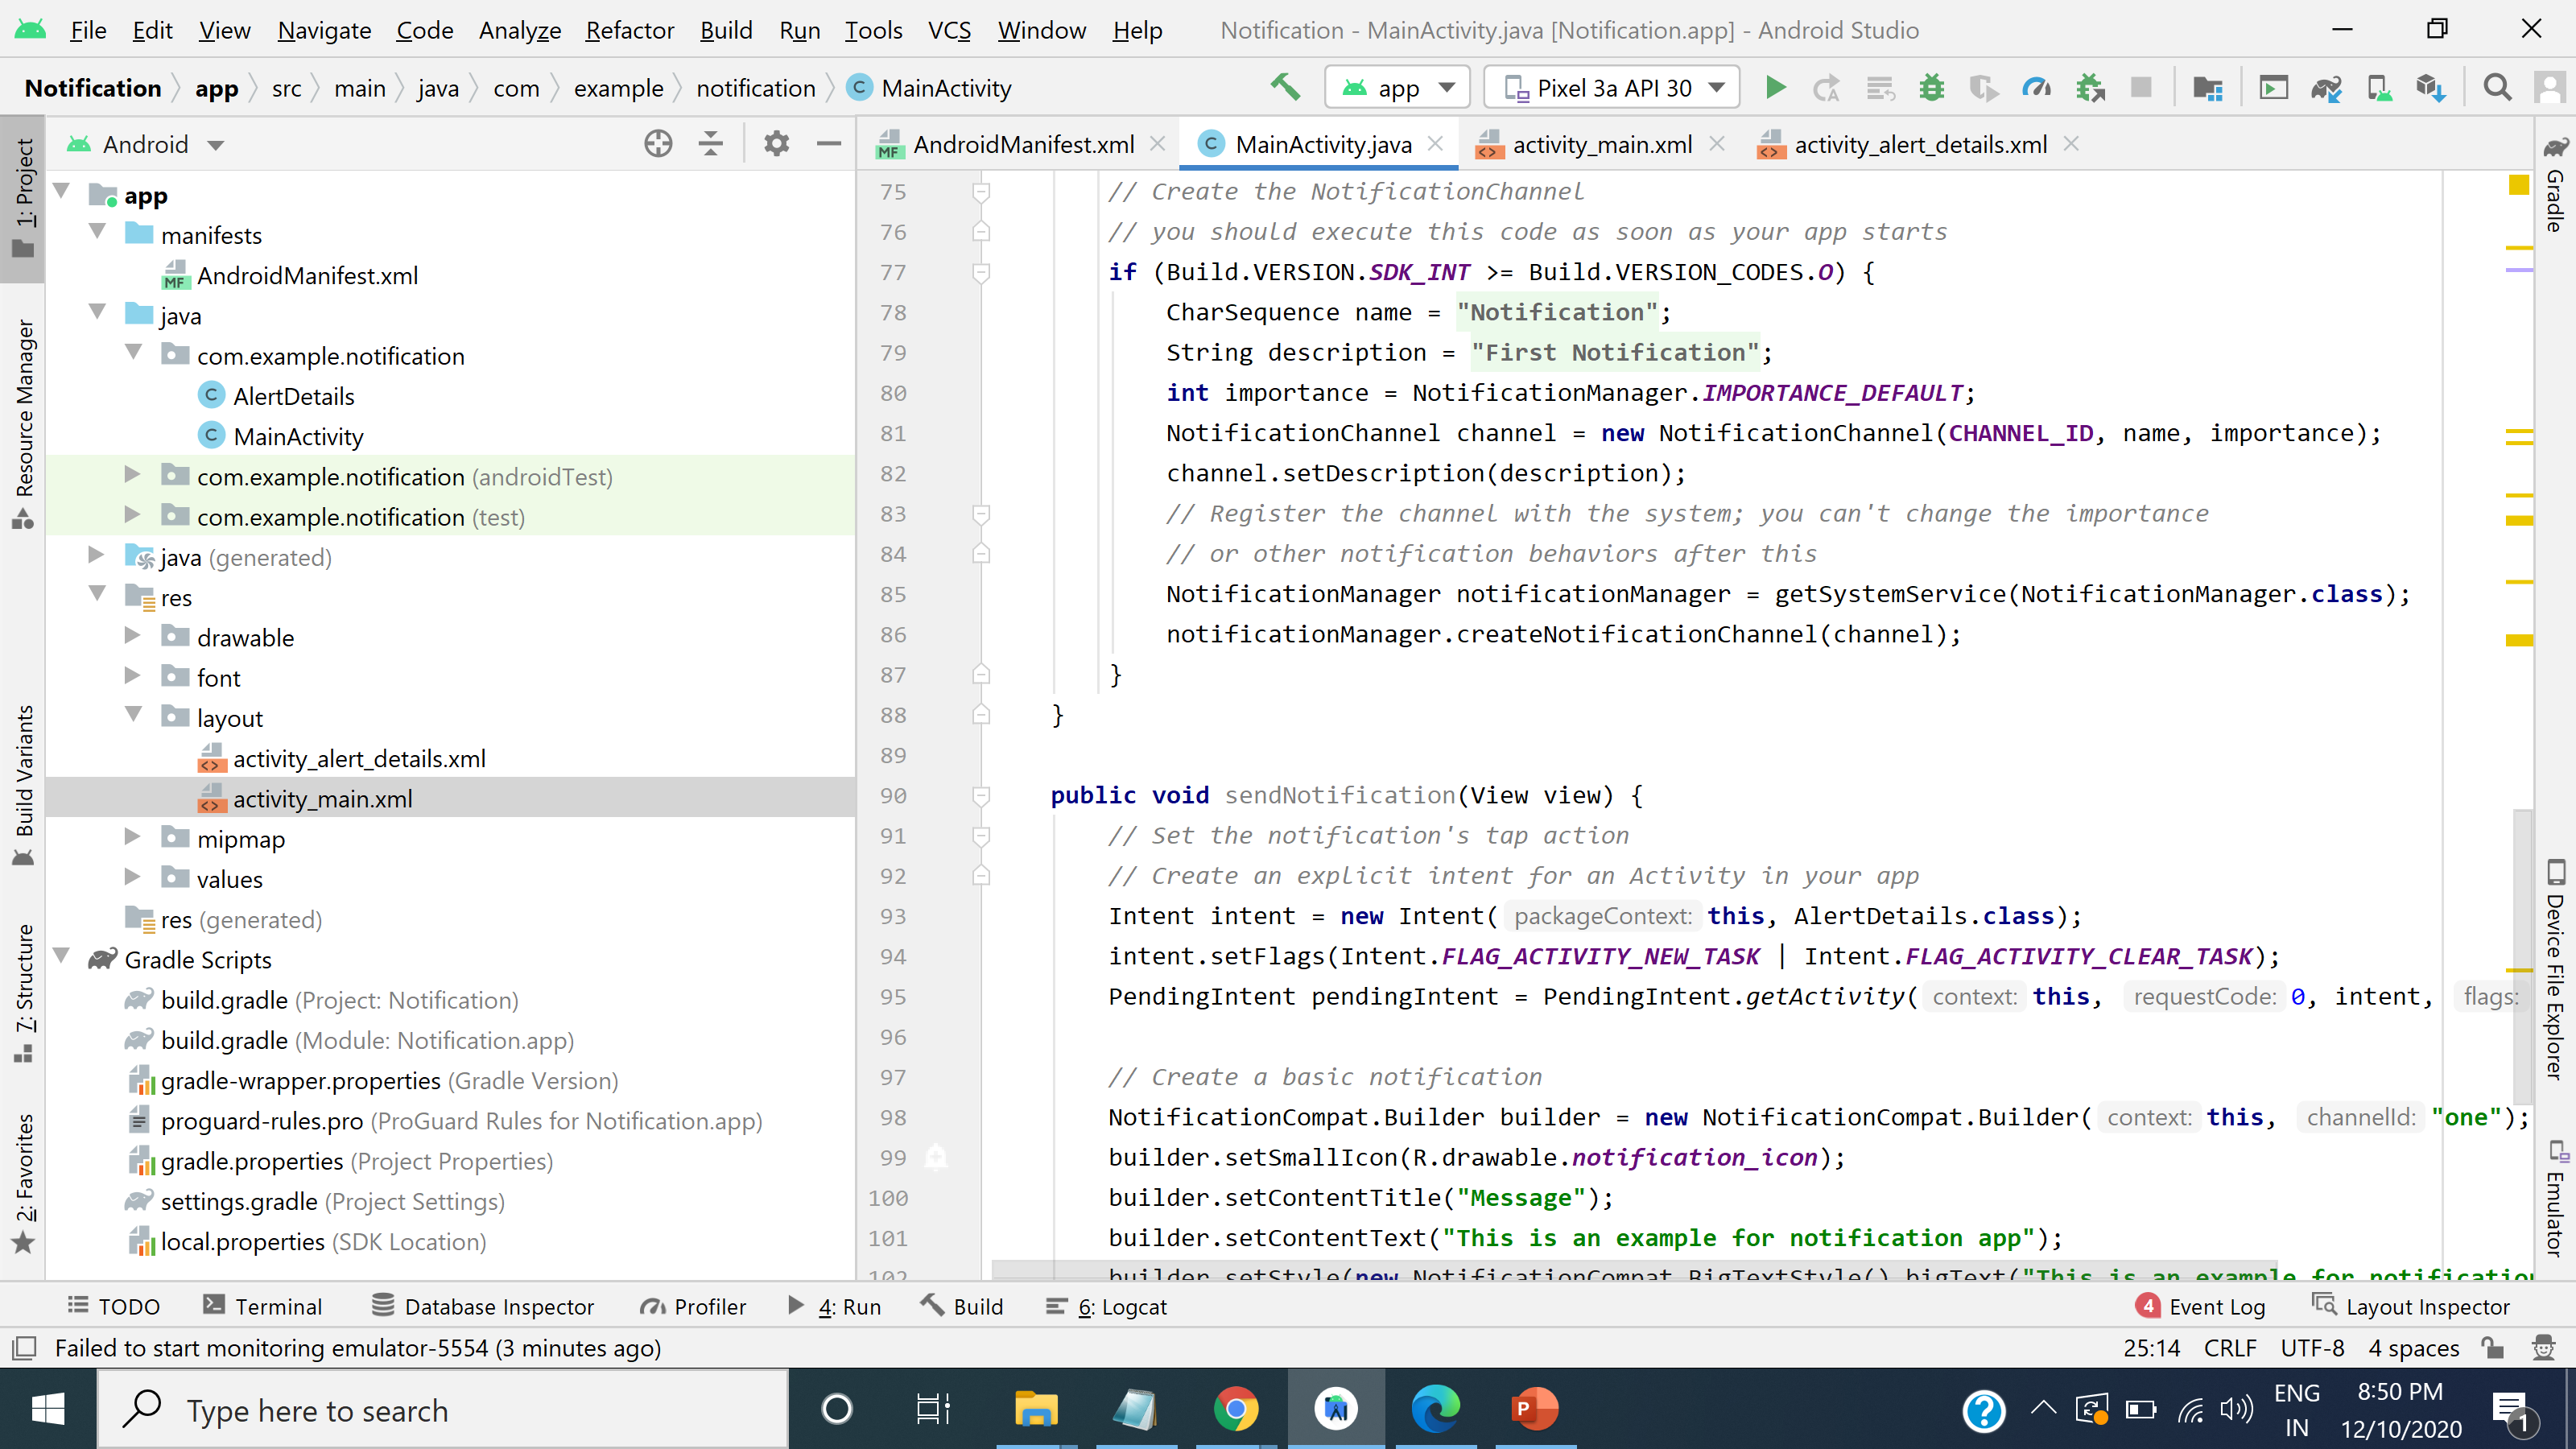 File Edit View Navigate Code Analyze Refactor Build Run Tools VCS Window Help Notification - MainActivity.java [Notification.app] - Android Studio
Notification app src main java com example notification C MainActivity app Pixel 3a API 30
1: Project
Resource Manager
Build Variants
7: Structure
2: Favorites
Android
app
manifests
MF AndroidManifest.xml
java
com.example.notification
C AlertDetails
C MainActivity
com.example.notification (androidTest)
com.example.notification (test)
java (generated)
res
drawable
font
layout
activity_alert_details.xml
activity_main.xml
mipmap
values
res (generated)
Gradle Scripts
build.gradle (Project: Notification)
build.gradle (Module: Notification.app)
gradle-wrapper.properties (Gradle Version)
proguard-rules.pro (ProGuard Rules for Notification.app)
gradle.properties (Project Properties)
settings.gradle (Project Settings)
local.properties (SDK Location)
MF AndroidManifest.xml C MainActivity.java activity_main.xml activity_alert_details.xml
75 // Create the NotificationChannel
76 // you should execute this code as soon as your app starts
77 if (Build.VERSION.SDK_INT >= Build.VERSION_CODES.O) {
78 CharSequence name = "Notification";
79 String description = "First Notification";
80 int importance = NotificationManager.IMPORTANCE_DEFAULT;
81 NotificationChannel channel = new NotificationChannel(CHANNEL_ID, name, importance);
82 channel.setDescription(description);
83 // Register the channel with the system; you can't change the importance
84 // or other notification behaviors after this
85 NotificationManager notificationManager = getSystemService(NotificationManager.class);
86 notificationManager.createNotificationChannel(channel);
87 }
88 }
89
90 public void sendNotification(View view) {
91 // Set the notification's tap action
92 // Create an explicit intent for an Activity in your app
93 Intent intent = new Intent( packageContext: this, AlertDetails.class);
94 intent.setFlags(Intent.FLAG_ACTIVITY_NEW_TASK | Intent.FLAG_ACTIVITY_CLEAR_TASK);
95 PendingIntent pendingIntent = PendingIntent.getActivity( context: this, requestCode: 0, intent, flags:
96
97 // Create a basic notification
98 NotificationCompat.Builder builder = new NotificationCompat.Builder( context: this, channelId: "one");
99 builder.setSmallIcon(R.drawable.notification_icon);
100 builder.setContentTitle("Message");
101 builder.setContentText("This is an example for notification app");
102 builder.setStyle(new NotificationCompat.BigTextStyle().bigText("This is an example for notification
Gradle
Device File Explorer
Emulator
TODO Terminal Database Inspector Profiler 4: Run Build 6: Logcat 4 Event Log Layout Inspector
Failed to start monitoring emulator-5554 (3 minutes ago) 25:14 CRLF UTF-8 4 spaces
Type here to search
ENG
IN
8:50 PM
12/10/2020
1